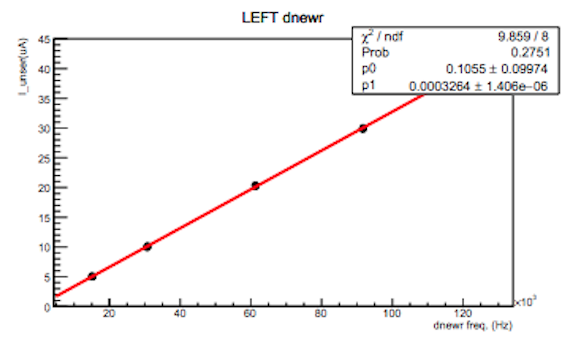 LEFT dnewr
χ² / ndf 9.859 / 8
Prob 0.2751
p0 0.1055 ± 0.09974
p1 0.0003264 ± 1.406e−06
I_unser(uA)
45
40
35
30
25
20
15
10
5
0
20 40 60 80 100 120
×10³
dnewr freq. (Hz)